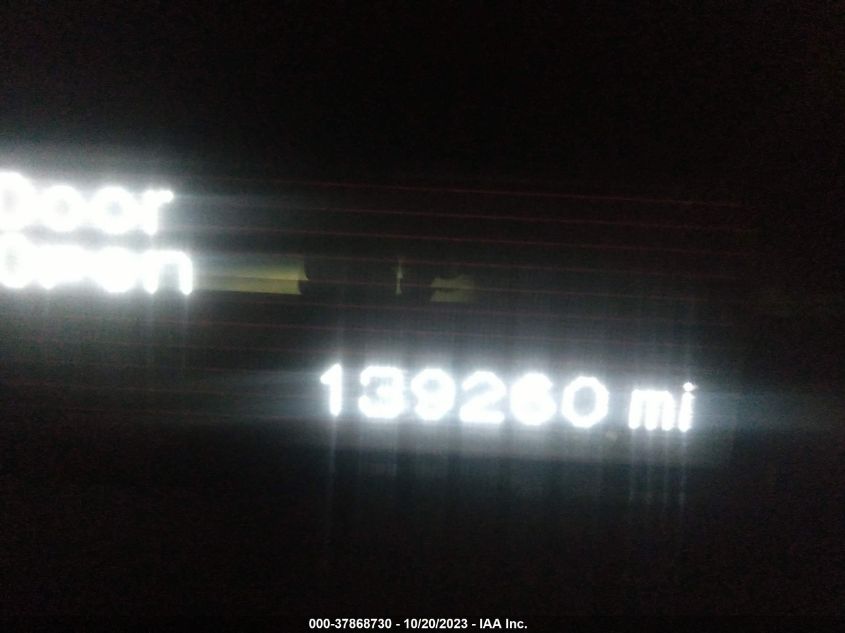 Door
Open
139260 mi
000-37868730 - 10/20/2023 - IAA Inc.